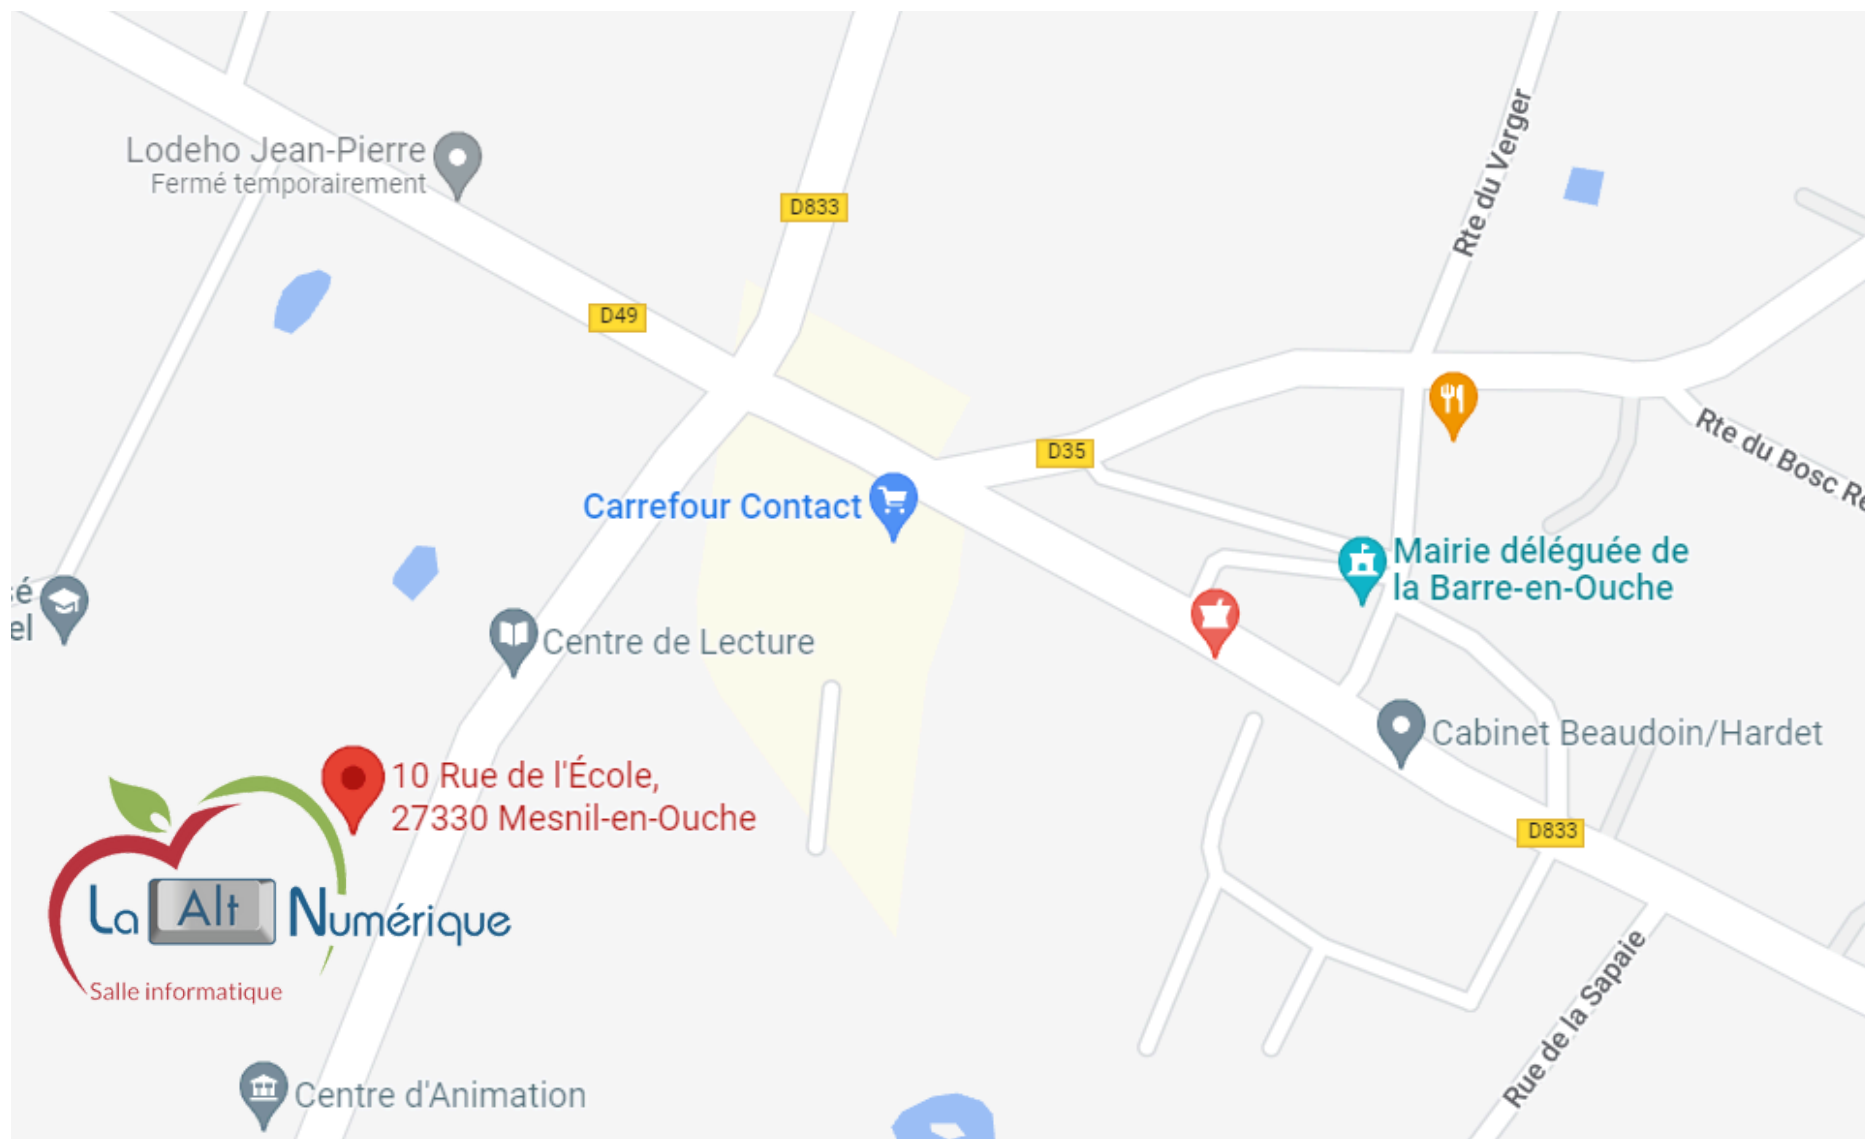 Lodeho Jean-Pierre
Fermé temporairement
D833
Rte du Verger
D49
D35
Rte du Bosc
Carrefour Contact
Mairie déléguée de
la Barre-en-Ouche
Centre de Lecture
Cabinet Beaudoin/Hardet
10 Rue de l'École,
27330 Mesnil-en-Ouche
D833
La Alt Numérique
Salle informatique
Rue de la Sapaie
Centre d'Animation